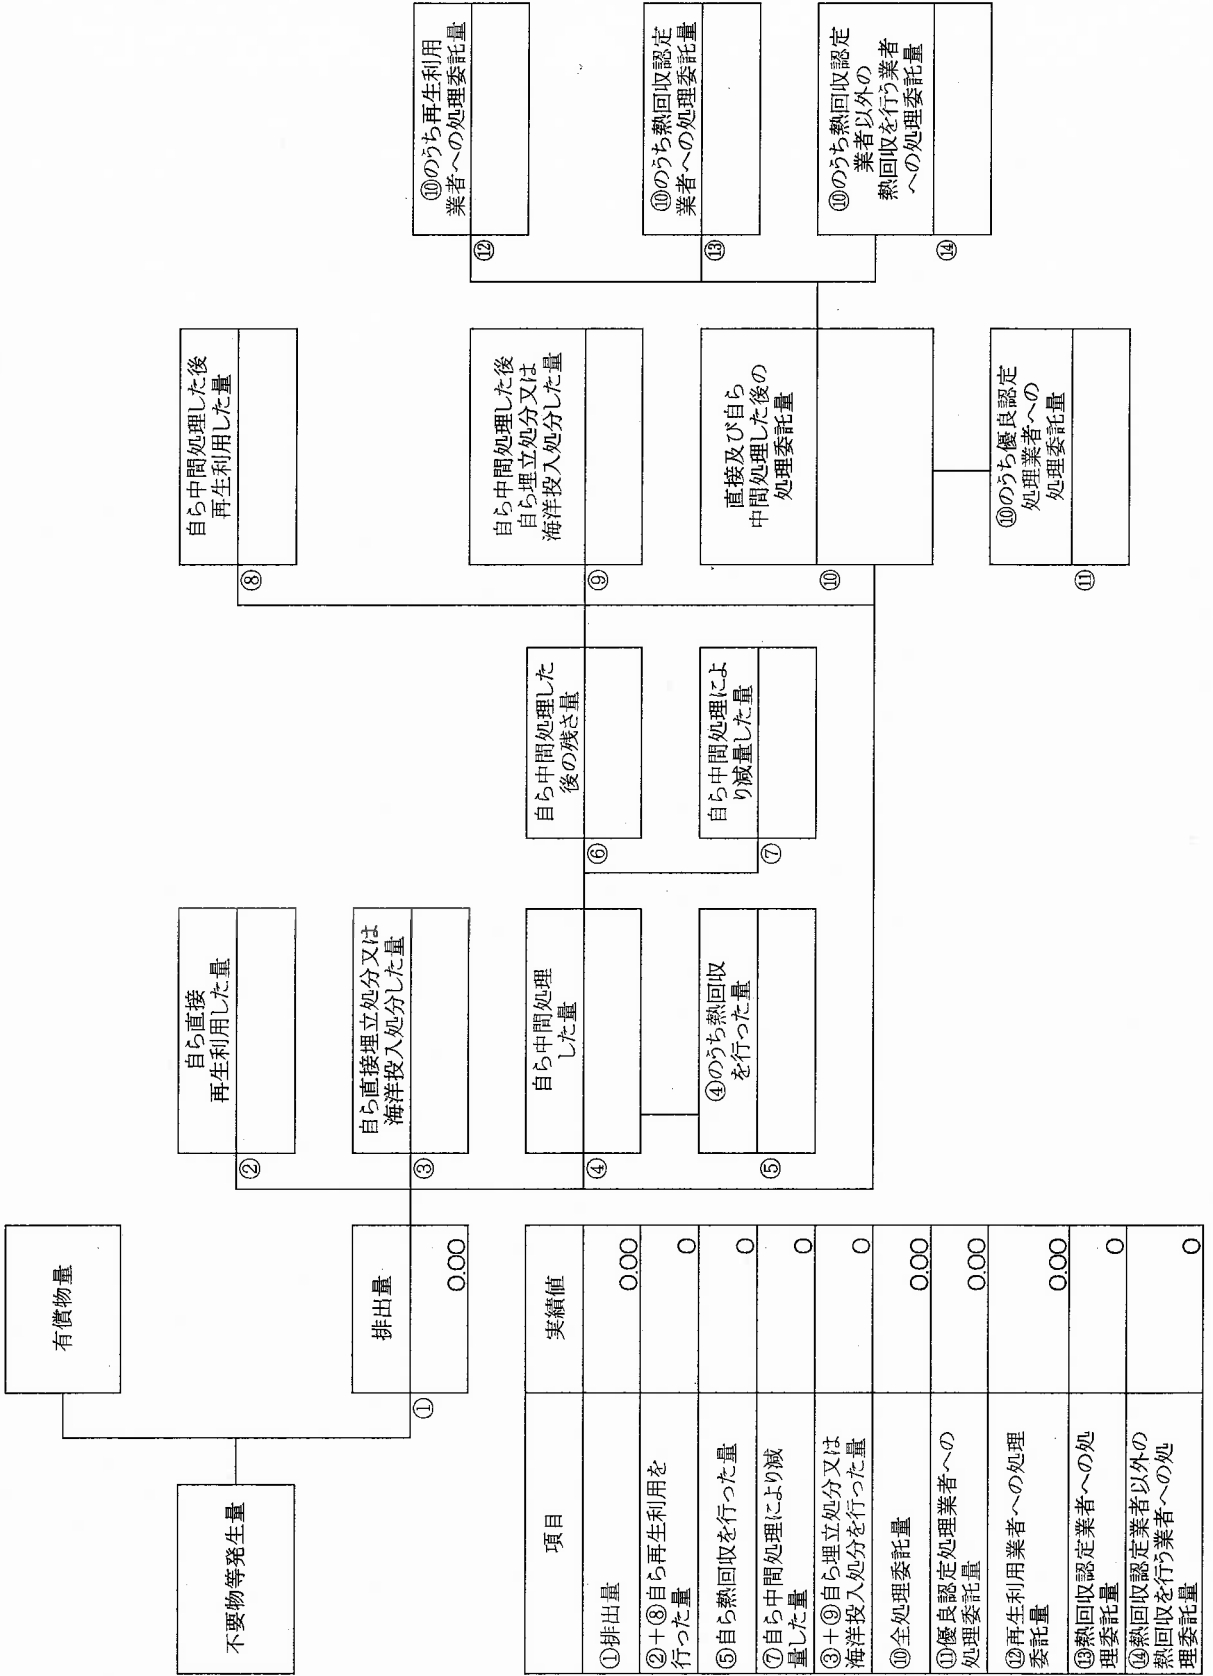 不要物等発生量
有償物量
排出量
①
0.00
自ら直接
再生利用した量
②
自ら直接埋立処分又は
海洋投入処分した量
③
自ら中間処理
した量
④
④のうち熱回収
を行った量
⑤
自ら中間処理した
後の残さ量
⑥
自ら中間処理によ
り減量した量
⑦
自ら中間処理した後
再生利用した量
⑧
自ら中間処理した後
自ら埋立処分又は
海洋投入処分した量
⑨
直接及び自ら
中間処理した後の
処理委託量
⑩
⑩のうち優良認定
処理業者への
処理委託量
⑪
⑩のうち再生利用
業者への処理委託量
⑫
⑩のうち熱回収認定
業者への処理委託量
⑬
⑩のうち熱回収認定
業者以外の
熱回収を行う業者
への処理委託量
⑭
項目 実績値
①排出量 0.00
②+⑧自ら再生利用を
行った量 0
⑤自ら熱回収を行った量 0
⑦自ら中間処理により減
量した量 0
③+⑨自ら埋立処分又は
海洋投入処分を行った量 0
⑩全処理委託量 0.00
⑪優良認定処理業者への
処理委託量 0.00
⑫再生利用業者への処理
委託量 0.00
⑬熱回収認定業者への処
理委託量 0
⑭熱回収認定業者以外の
熱回収を行う業者への処
理委託量 0